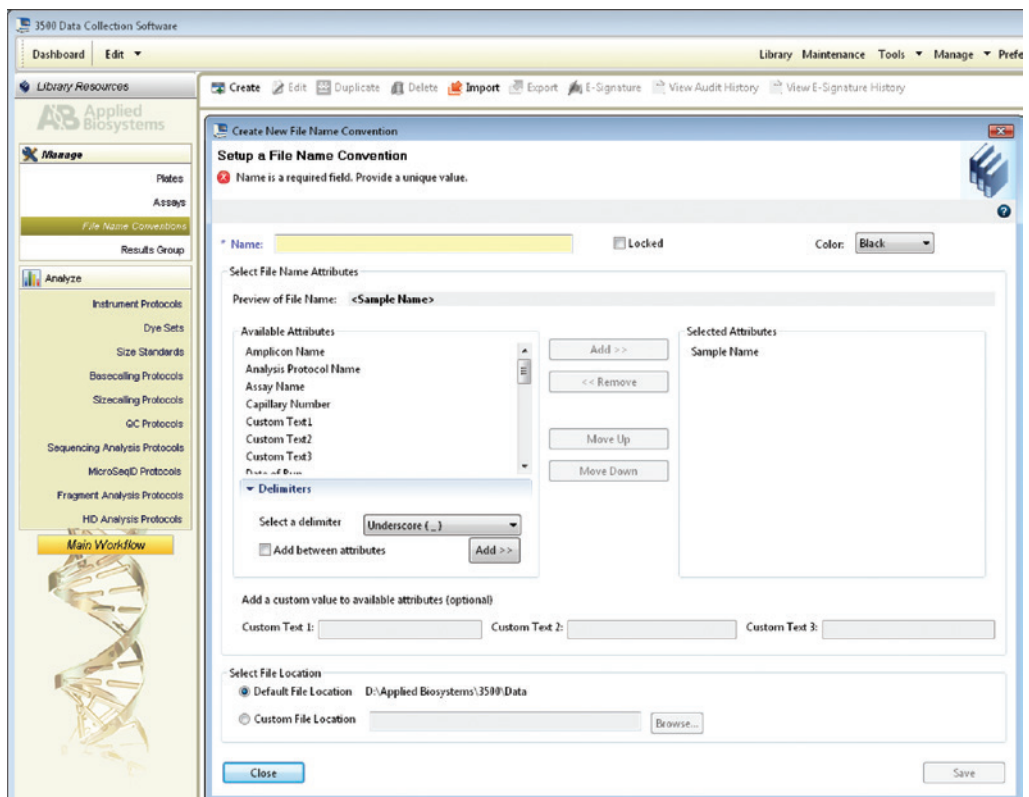 3500 Data Collection Software
Dashboard Edit
Library Maintenance Tools Manage Prefe
Library Resources
Create Edit Duplicate Delete Import Export E-Signature View Audit History View E-Signature History
AB Applied Biosystems
Manage
Plates
Assays
File Name Conventions
Results Group
Analyze
Instrument Protocols
Dye Sets
Size Standards
Basecalling Protocols
Sizecalling Protocols
QC Protocols
Sequencing Analysis Protocols
MicroSeqID Protocols
Fragment Analysis Protocols
HID Analysis Protocols
Main Workflow
Create New File Name Convention
Setup a File Name Convention
Name is a required field. Provide a unique value.
* Name: Locked Color: Black
Select File Name Attributes
Preview of File Name: <Sample Name>
Available Attributes
Amplicon Name
Analysis Protocol Name
Assay Name
Capillary Number
Custom Text1
Custom Text2
Custom Text3
Date of Run
Add >>
<< Remove
Move Up
Move Down
Selected Attributes
Sample Name
Delimiters
Select a delimiter Underscore (_)
Add between attributes Add >>
Add a custom value to available attributes (optional)
Custom Text 1: Custom Text 2: Custom Text 3:
Select File Location
Default File Location D:\Applied Biosystems\3500\Data
Custom File Location Browse...
Close Save